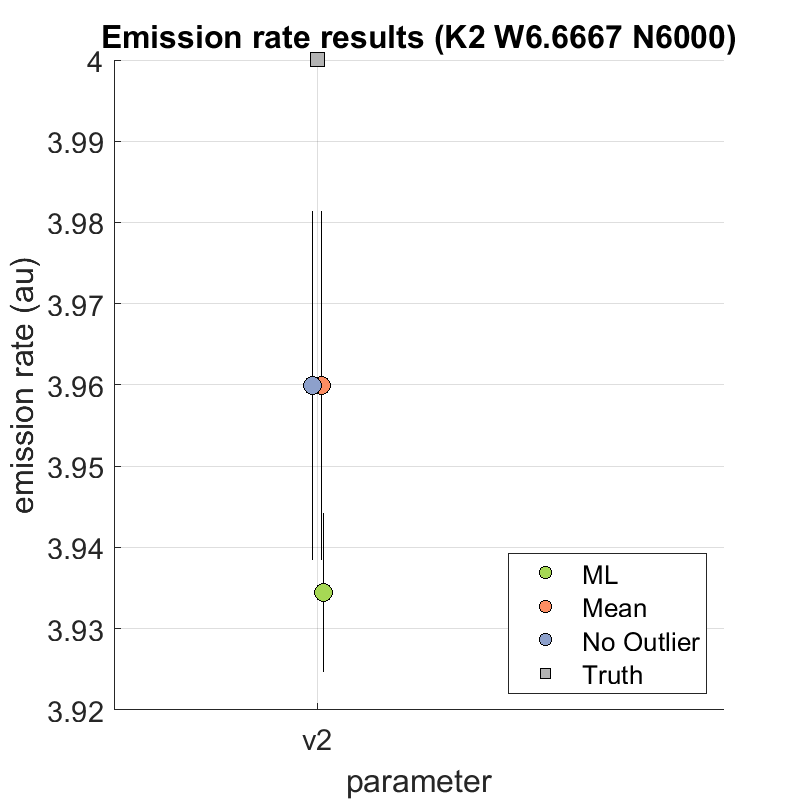 Emission rate results (K2 W6.6667 N6000)
4
3.99
3.98
3.97
3.96
3.95
3.94
3.93
3.92
emission rate (au)
ML
Mean
No Outlier
Truth
v2
parameter